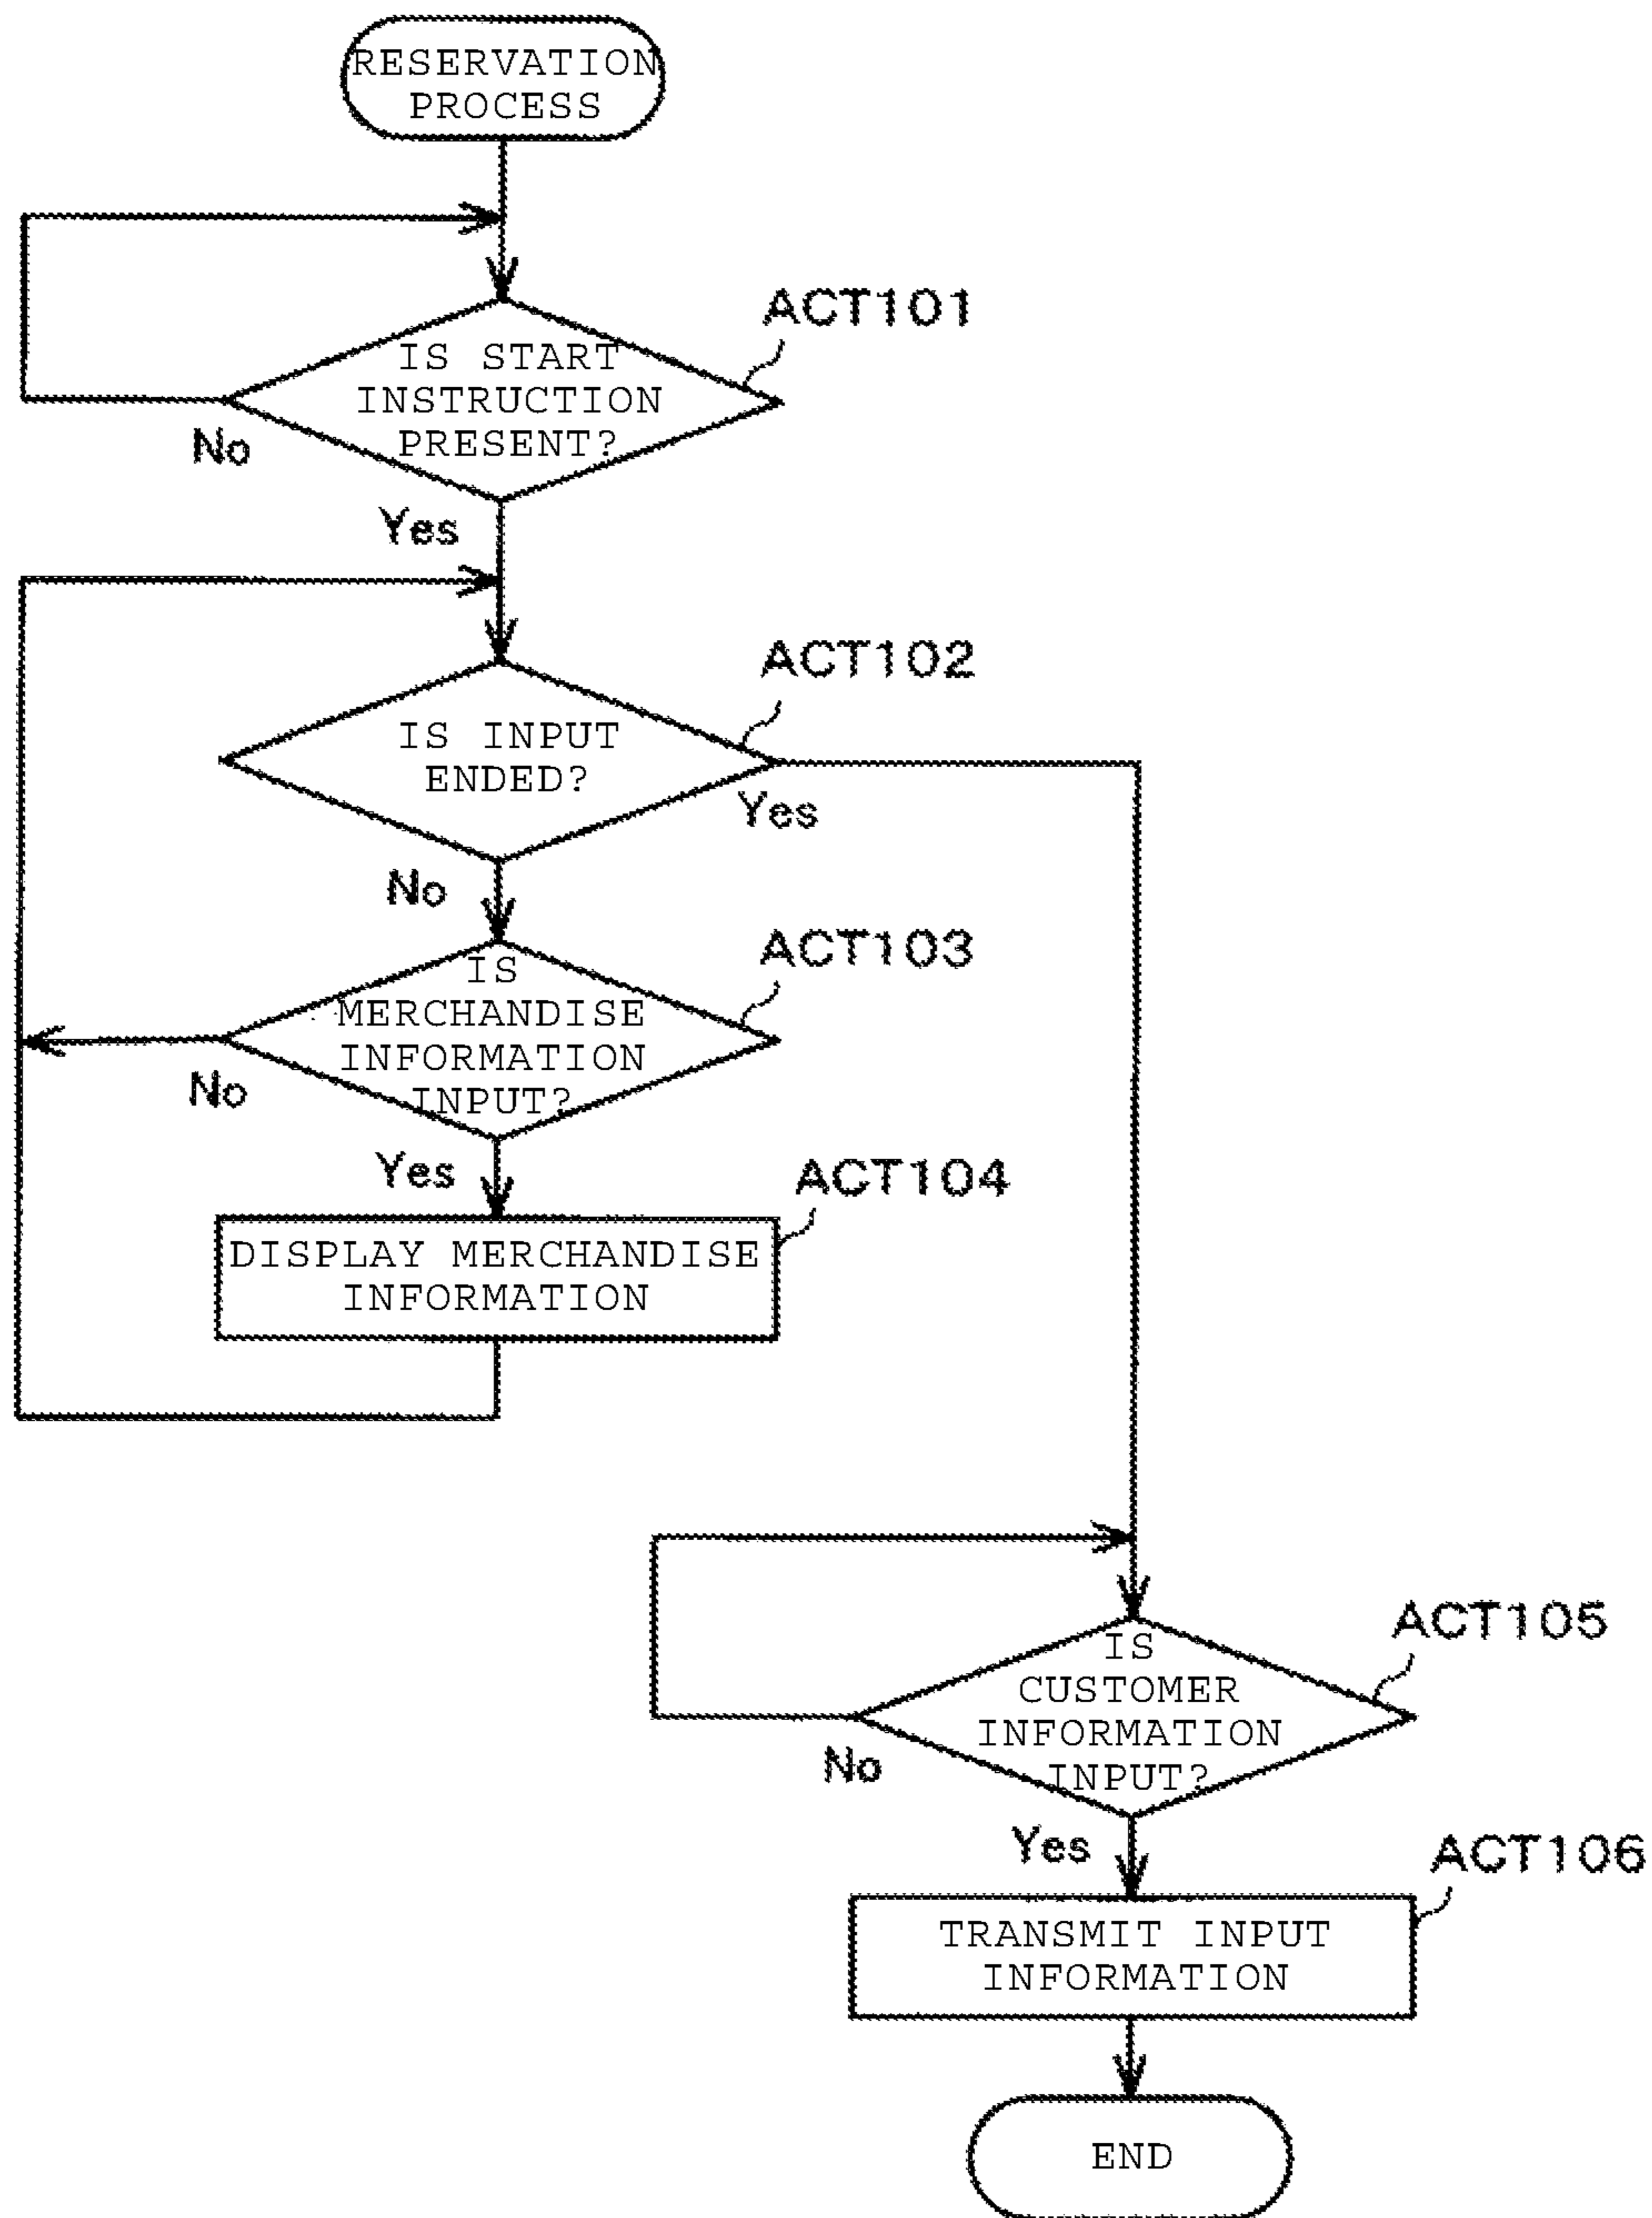 RESERVATION
PROCESS
ACT101
IS START
INSTRUCTION
PRESENT?
No
Yes
ACT102
IS INPUT
ENDED?
Yes
No
ACT103
IS
MERCHANDISE
INFORMATION
INPUT?
No
Yes
ACT104
DISPLAY MERCHANDISE
INFORMATION
ACT105
IS
CUSTOMER
INFORMATION
INPUT?
No
Yes
ACT106
TRANSMIT INPUT
INFORMATION
END